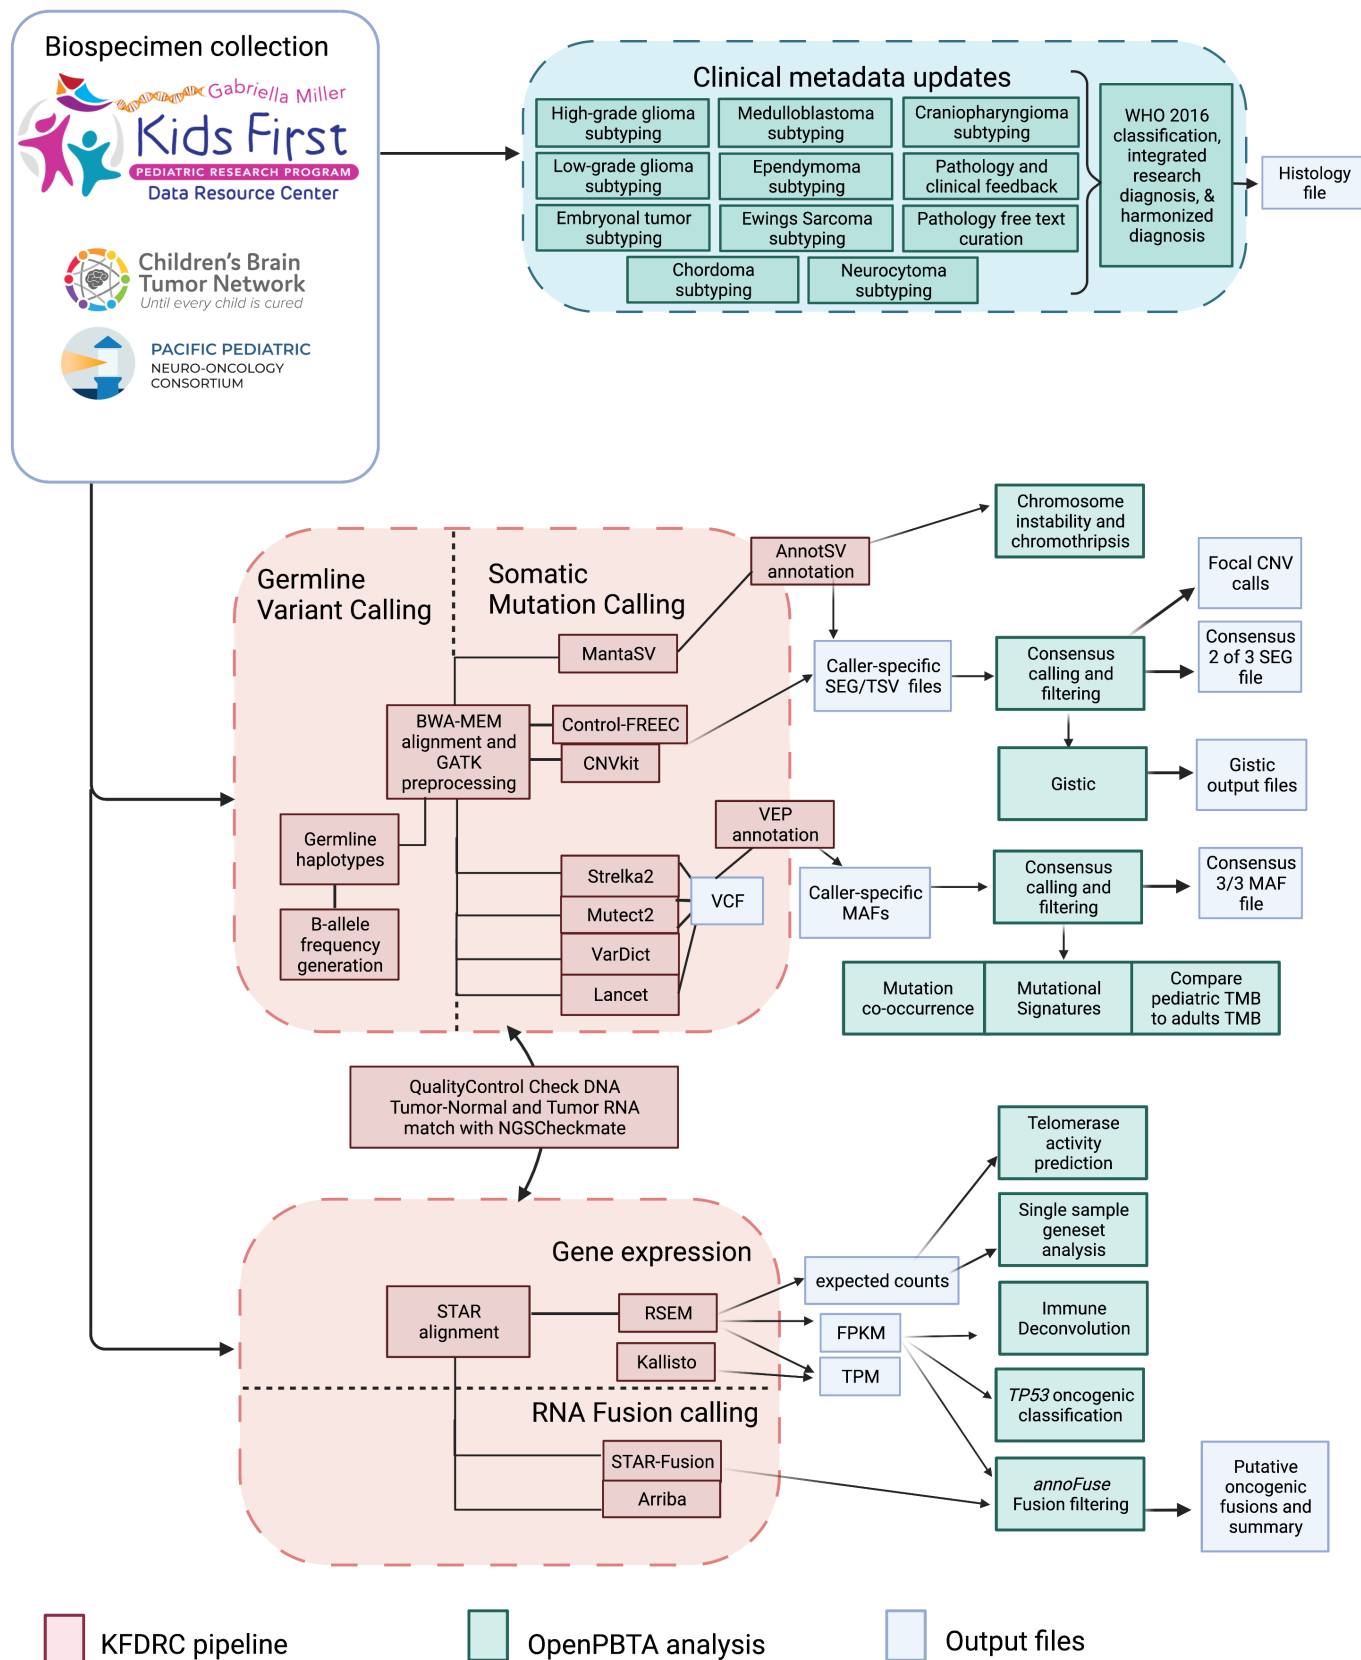 Biospecimen collection
Gabriella Miller
Kids First
PEDIATRIC RESEARCH PROGRAM
Data Resource Center
Children's Brain
Tumor Network
Until every child is cured
PACIFIC PEDIATRIC
NEURO-ONCOLOGY
CONSORTIUM
Clinical metadata updates
High-grade glioma
subtyping
Medulloblastoma
subtyping
Craniopharyngioma
subtyping
Low-grade glioma
subtyping
Ependymoma
subtyping
Pathology and
clinical feedback
Embryonal tumor
subtyping
Ewings Sarcoma
subtyping
Pathology free text
curation
Chordoma
subtyping
Neurocytoma
subtyping
WHO 2016
classification,
integrated
research
diagnosis, &
harmonized
diagnosis
Histology
file
Germline
Variant Calling
Somatic
Mutation Calling
AnnotSV
annotation
Chromosome
instability and
chromothripsis
MantaSV
Caller-specific
SEG/TSV files
Consensus
calling and
filtering
Focal CNV
calls
Consensus
2 of 3 SEG
file
BWA-MEM
alignment and
GATK
preprocessing
Control-FREEC
CNVkit
Gistic
Gistic
output files
Germline
haplotypes
B-allele
frequency
generation
VEP
annotation
Strelka2
Mutect2
VarDict
Lancet
VCF
Caller-specific
MAFs
Consensus
calling and
filtering
Consensus
3/3 MAF
file
Mutation
co-occurrence
Mutational
Signatures
Compare
pediatric TMB
to adults TMB
QualityControl Check DNA
Tumor-Normal and Tumor RNA
match with NGSCheckmate
Gene expression
STAR
alignment
RSEM
Kallisto
expected counts
FPKM
TPM
Telomerase
activity
prediction
Single sample
geneset
analysis
Immune
Deconvolution
TP53 oncogenic
classification
RNA Fusion calling
STAR-Fusion
Arriba
annoFuse
Fusion filtering
Putative
oncogenic
fusions and
summary
KFDRC pipeline
OpenPBTA analysis
Output files